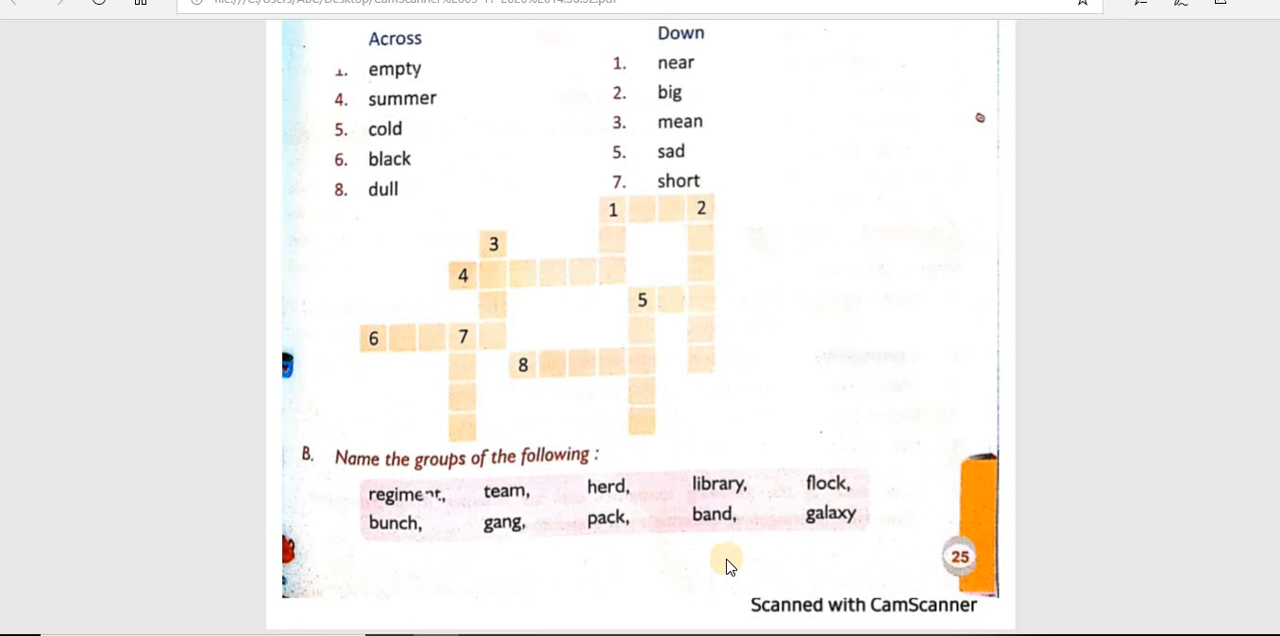 Across
1. empty
4. summer
5. cold
6. black
8. dull
Down
1. near
2. big
3. mean
5. sad
7. short
1 2
3
4
5
6 7
8
B. Name the groups of the following :
regiment, team, herd, library, flock,
bunch, gang, pack, band, galaxy
25
Scanned with CamScanner